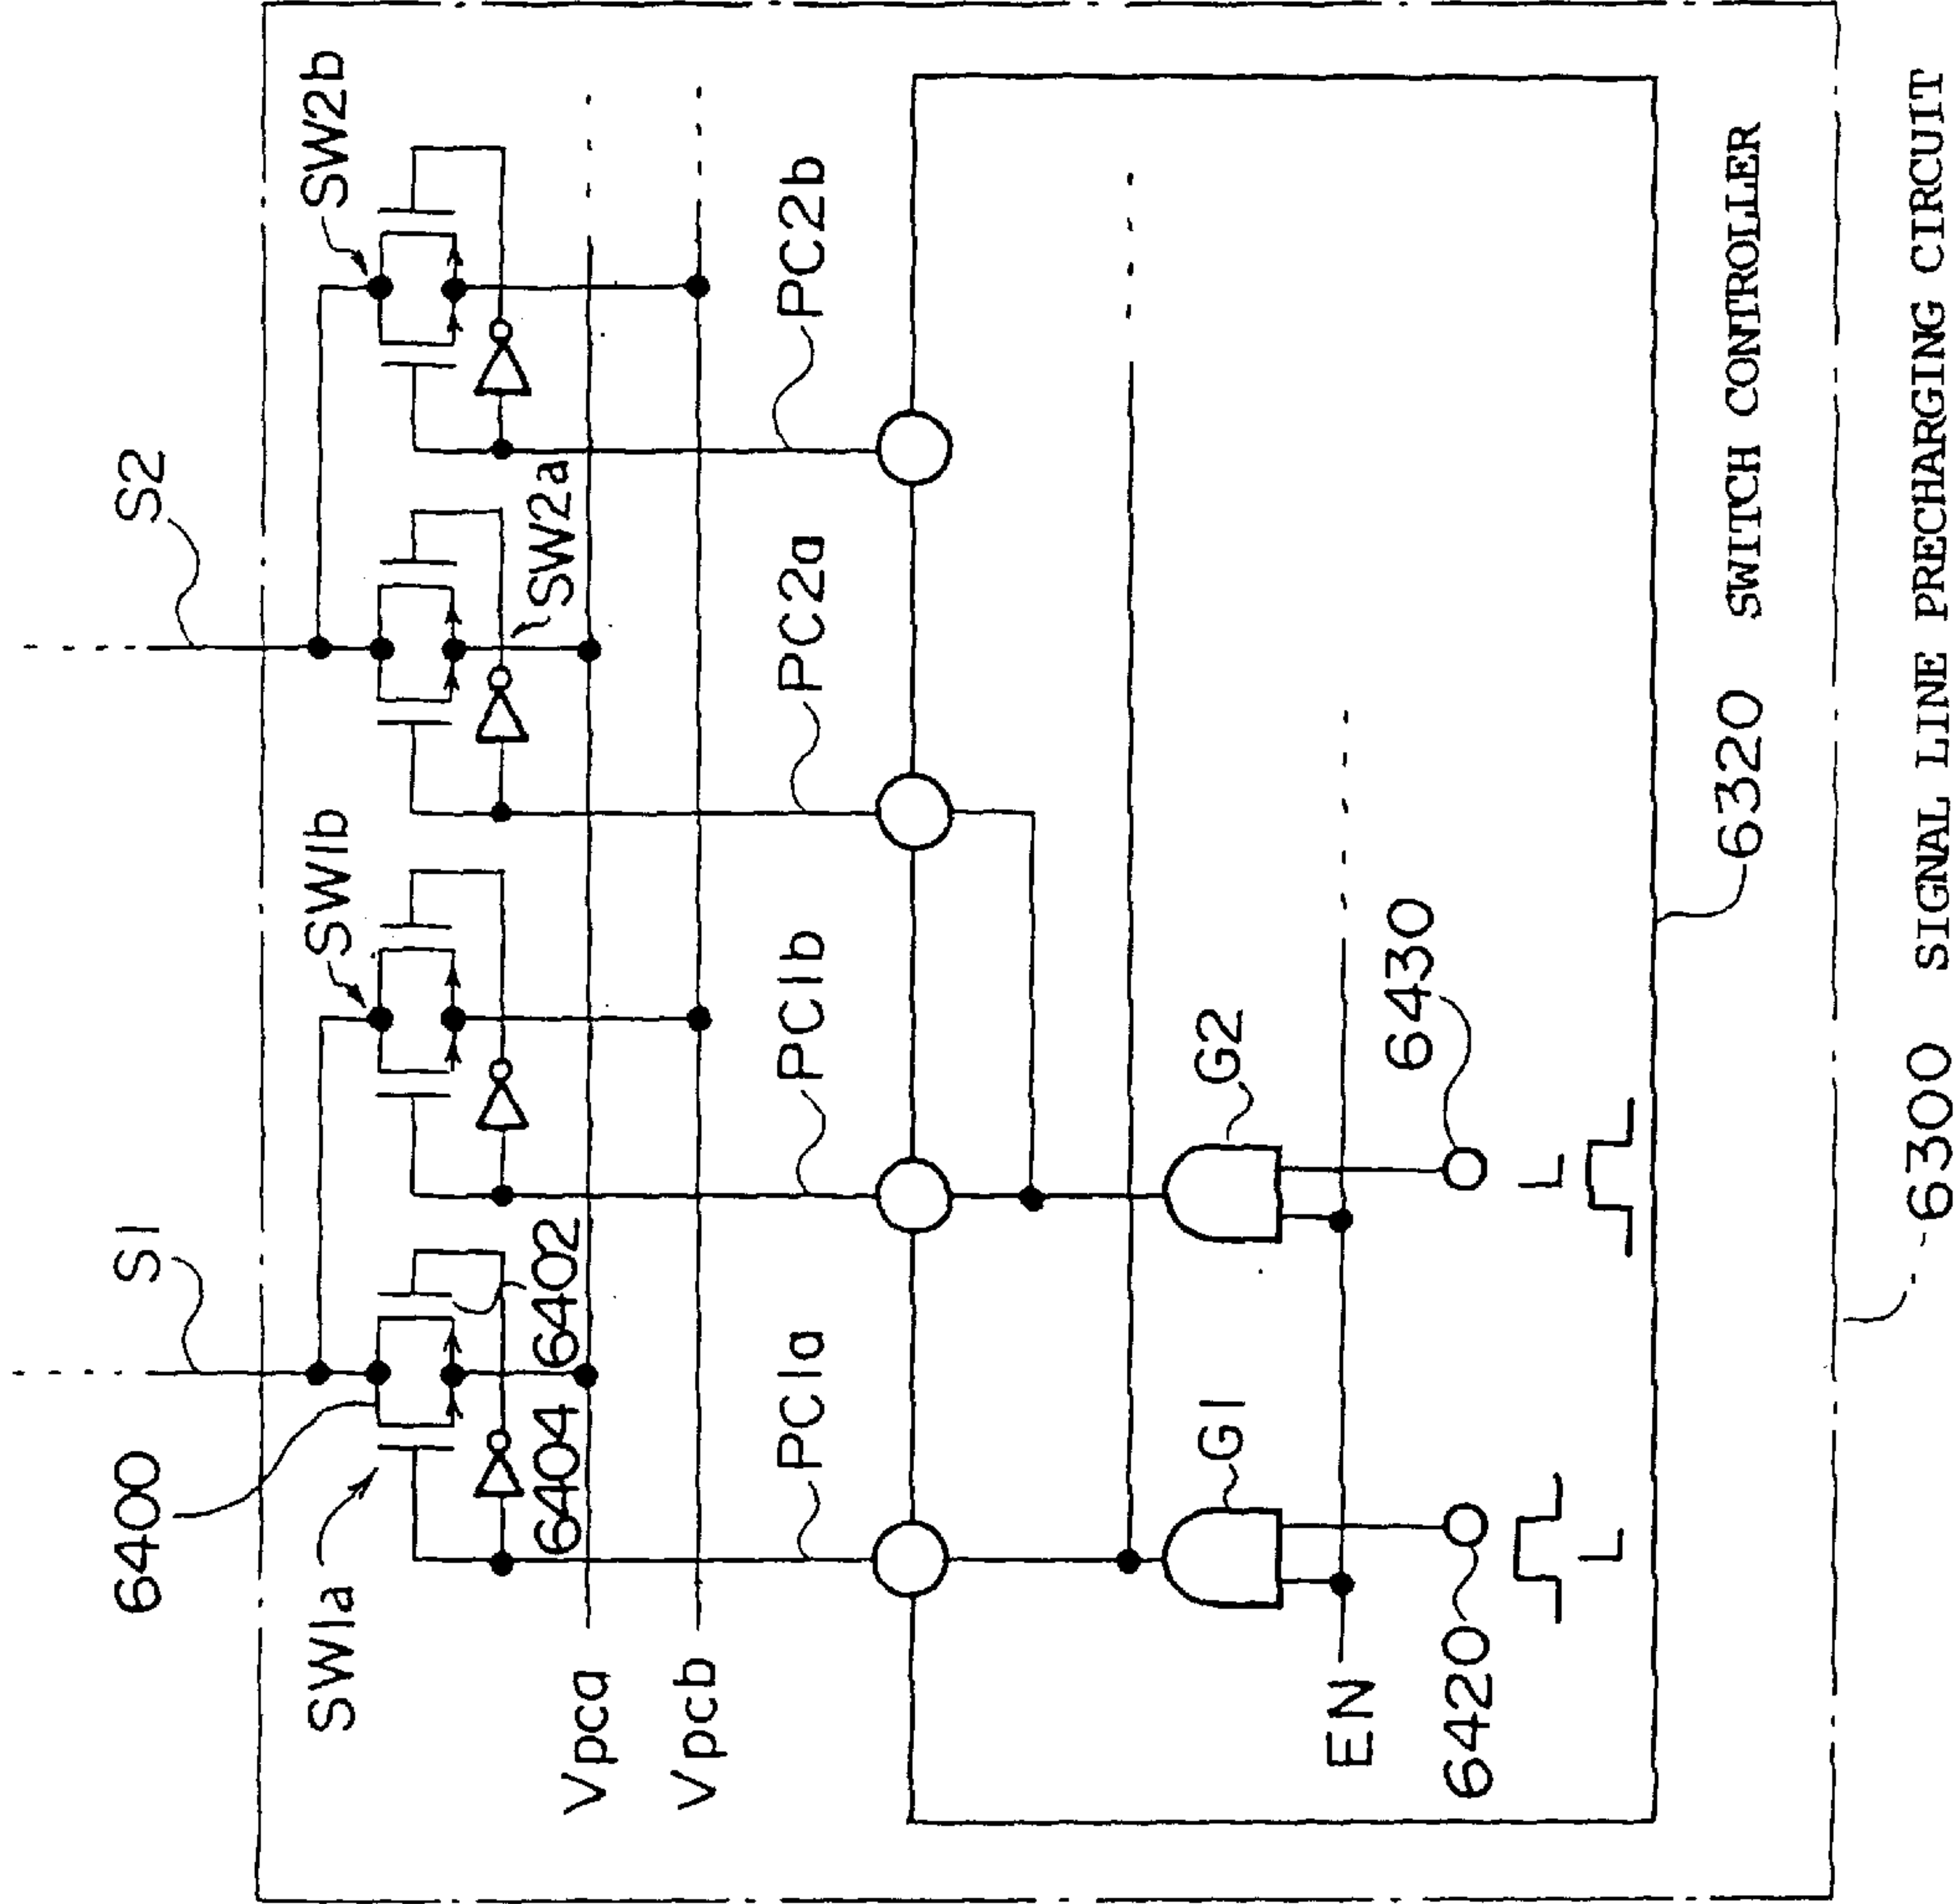 S1
S2
6400
SW1a
SW1b
SW2a
SW2b
6402
6404
Vpca
Vpcb
PC1a
PC1b
PC2a
PC2b
G1
G2
EN
6420
6430
L
L
6320 SWITCH CONTROLLER
6300 SIGNAL LINE PRECHARGING CIRCUIT